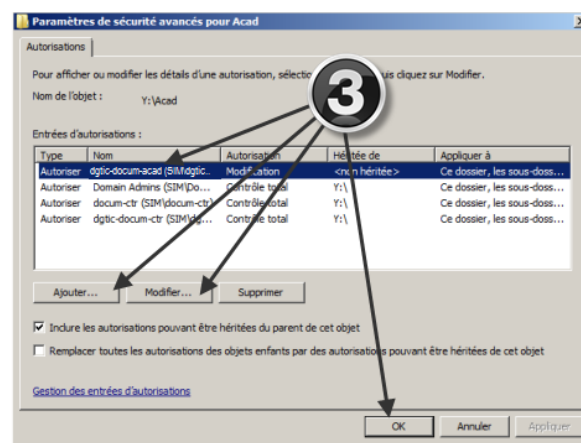 Paramètres de sécurité avancés pour Acad
Autorisations
Pour afficher ou modifier les détails d'une autorisation, sélectio us cliquez sur Modifier.
3
Nom de l'objet : Y:\Acad
Entrées d'autorisations :
Type Nom Autorisation Héritée de Appliquer à
Autoriser dgtic-docum-acad (SIM\dgtic... Modification <non héritée> Ce dossier, les sous-doss...
Autoriser Domain Admins (SIM\Do... Contrôle total Y:\ Ce dossier, les sous-doss...
Autoriser docum-ctr (SIM\docum-ctr) Contrôle total Y:\ Ce dossier, les sous-doss...
Autoriser dgtic-docum-ctr (SIM\dg... Contrôle total Y:\ Ce dossier, les sous-doss...
Ajouter... Modifier... Supprimer
Inclure les autorisations pouvant être héritées du parent de cet objet
Remplacer toutes les autorisations des objets enfants par des autorisations pouvant être héritées de cet objet
Gestion des entrées d'autorisations
OK Annuler Appliquer